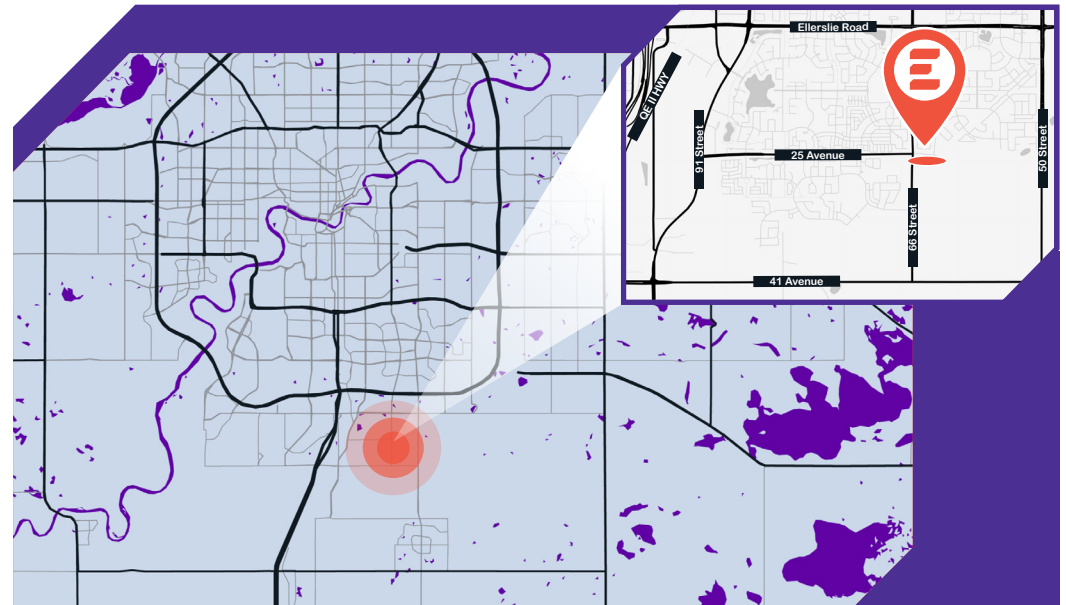 Ellerslie Road
QE II HWY
91 Street
25 Avenue
50 Street
66 Street
41 Avenue
E